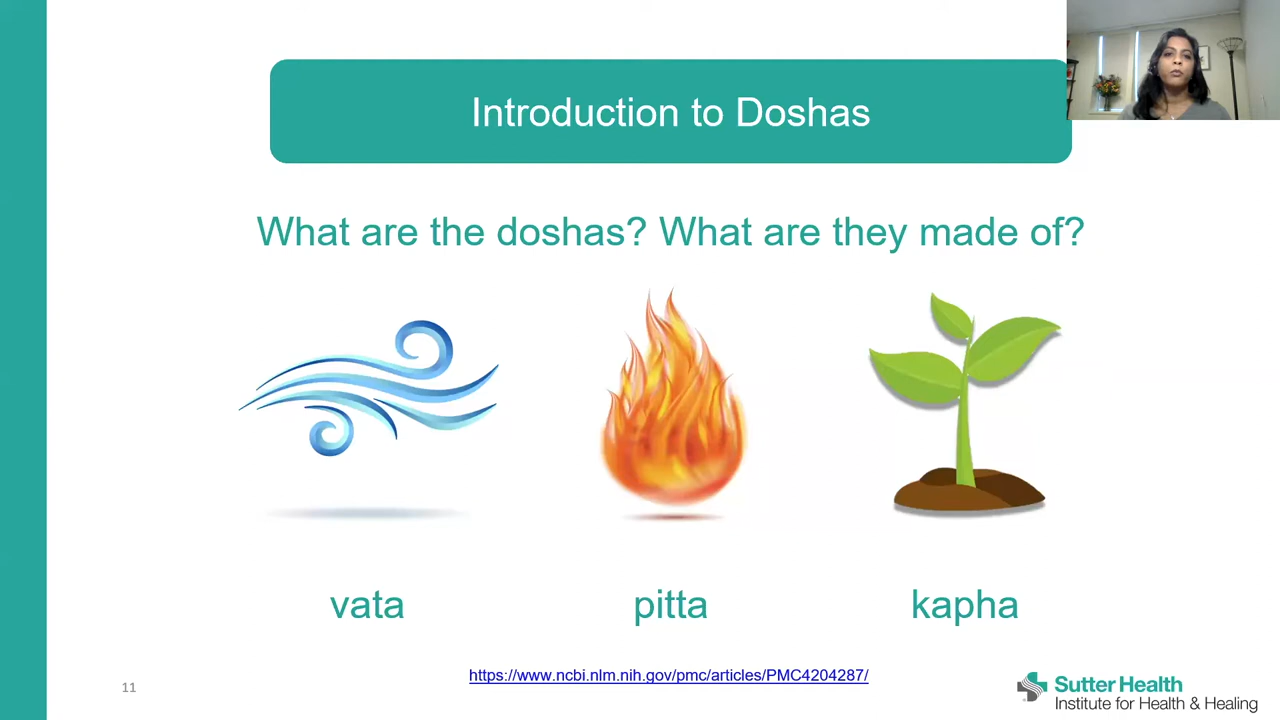 Introduction to Doshas
What are the doshas? What are they made of?
vata
pitta
kapha
https://www.ncbi.nlm.nih.gov/pmc/articles/PMC4204287/
11
Sutter Health
Institute for Health & Healing